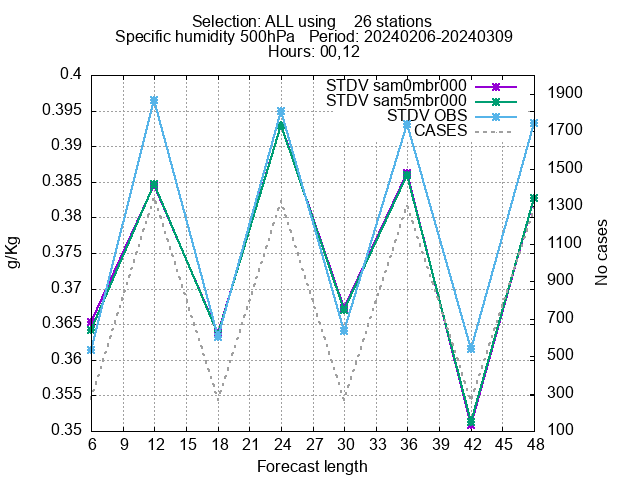 Selection: ALL using    26 stations
Specific humidity 500hPa   Period: 20240206-20240309
Hours: 00,12
STDV sam0mbr000
STDV sam5mbr000
STDV OBS
CASES
g/Kg
0.4
0.395
0.39
0.385
0.38
0.375
0.37
0.365
0.36
0.355
0.35
1900
1700
1500
1300
1100
900
700
500
300
100
No cases
6 9 12 15 18 21 24 27 30 33 36 39 42 45 48
Forecast length